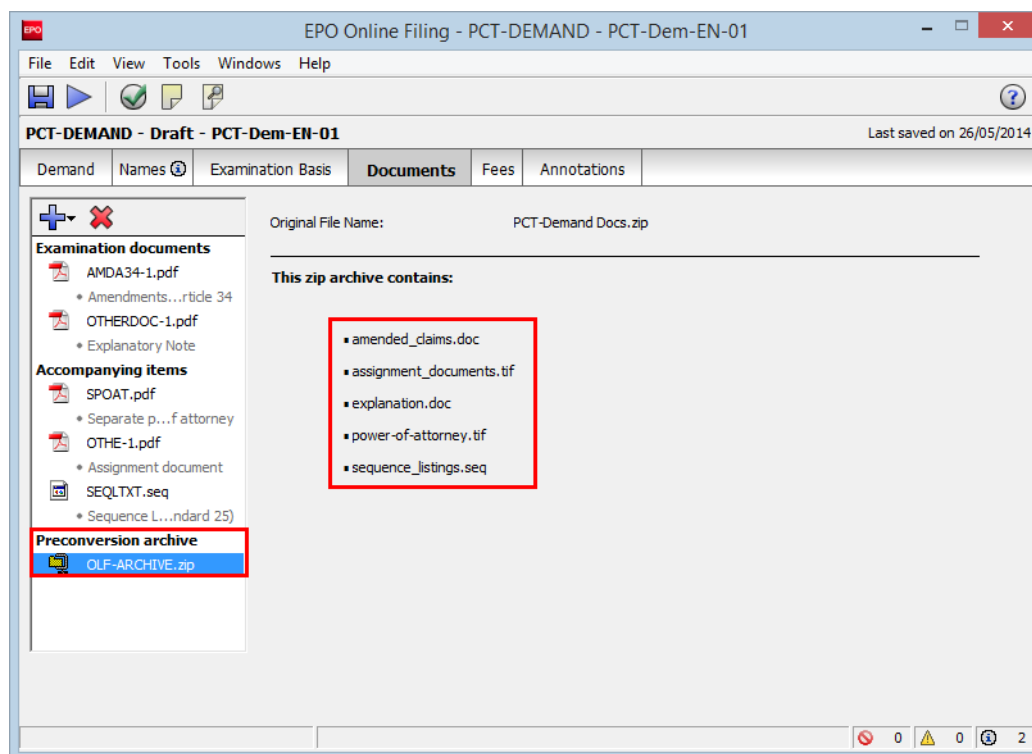 EPO
EPO Online Filing - PCT-DEMAND - PCT-Dem-EN-01
File Edit View Tools Windows Help
PCT-DEMAND - Draft - PCT-Dem-EN-01 Last saved on 26/05/2014
Demand Names Examination Basis Documents Fees Annotations
Original File Name: PCT-Demand Docs.zip
Examination documents
AMDA34-1.pdf
• Amendments...rticle 34
OTHERDOC-1.pdf
• Explanatory Note
Accompanying items
SPOAT.pdf
• Separate p...f attorney
OTHE-1.pdf
• Assignment document
SEQLTXT.seq
• Sequence L...ndard 25)
Preconversion archive
OLF-ARCHIVE.zip
This zip archive contains:
▪ amended_claims.doc
▪ assignment_documents.tif
▪ explanation.doc
▪ power-of-attorney.tif
▪ sequence_listings.seq
0 0 2